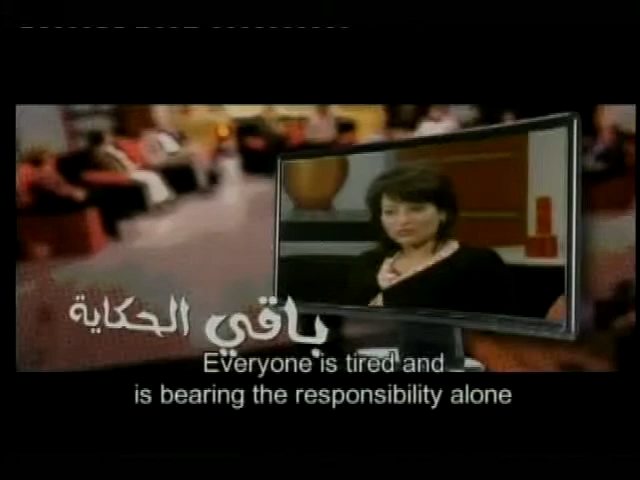 باقي الحكاية
Everyone is tired and
is bearing the responsibility alone